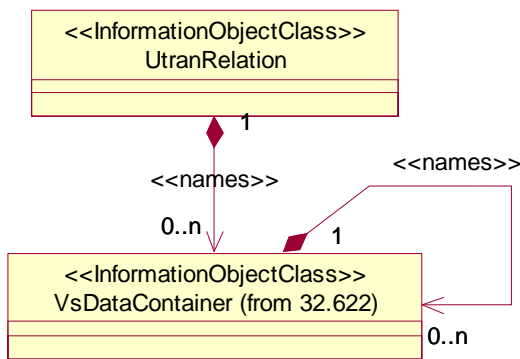 <<InformationObjectClass>>
UtranRelation
1
<<names>>
<<names>>
0..n
1
<<InformationObjectClass>>
VsDataContainer (from 32.622)
0..n